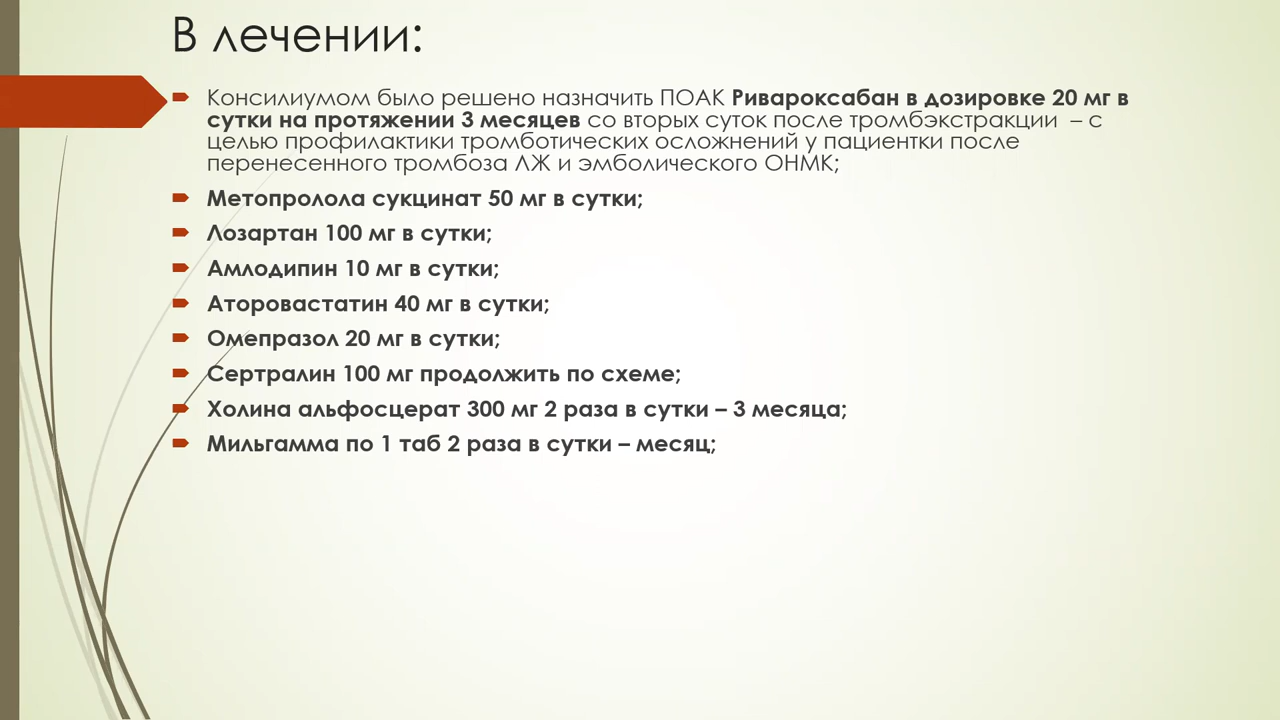 В лечении:
Консилиумом было решено назначить ПОАК Ривароксабан в дозировке 20 мг в
сутки на протяжении 3 месяцев со вторых суток после тромбэкстракции – с
целью профилактики тромботических осложнений у пациентки после
перенесенного тромбоза ЛЖ и эмболического ОНМК;
Метопролола сукцинат 50 мг в сутки;
Лозартан 100 мг в сутки;
Амлодипин 10 мг в сутки;
Аторовастатин 40 мг в сутки;
Омепразол 20 мг в сутки;
Сертралин 100 мг продолжить по схеме;
Холина альфосцерат 300 мг 2 раза в сутки – 3 месяца;
Мильгамма по 1 таб 2 раза в сутки – месяц;